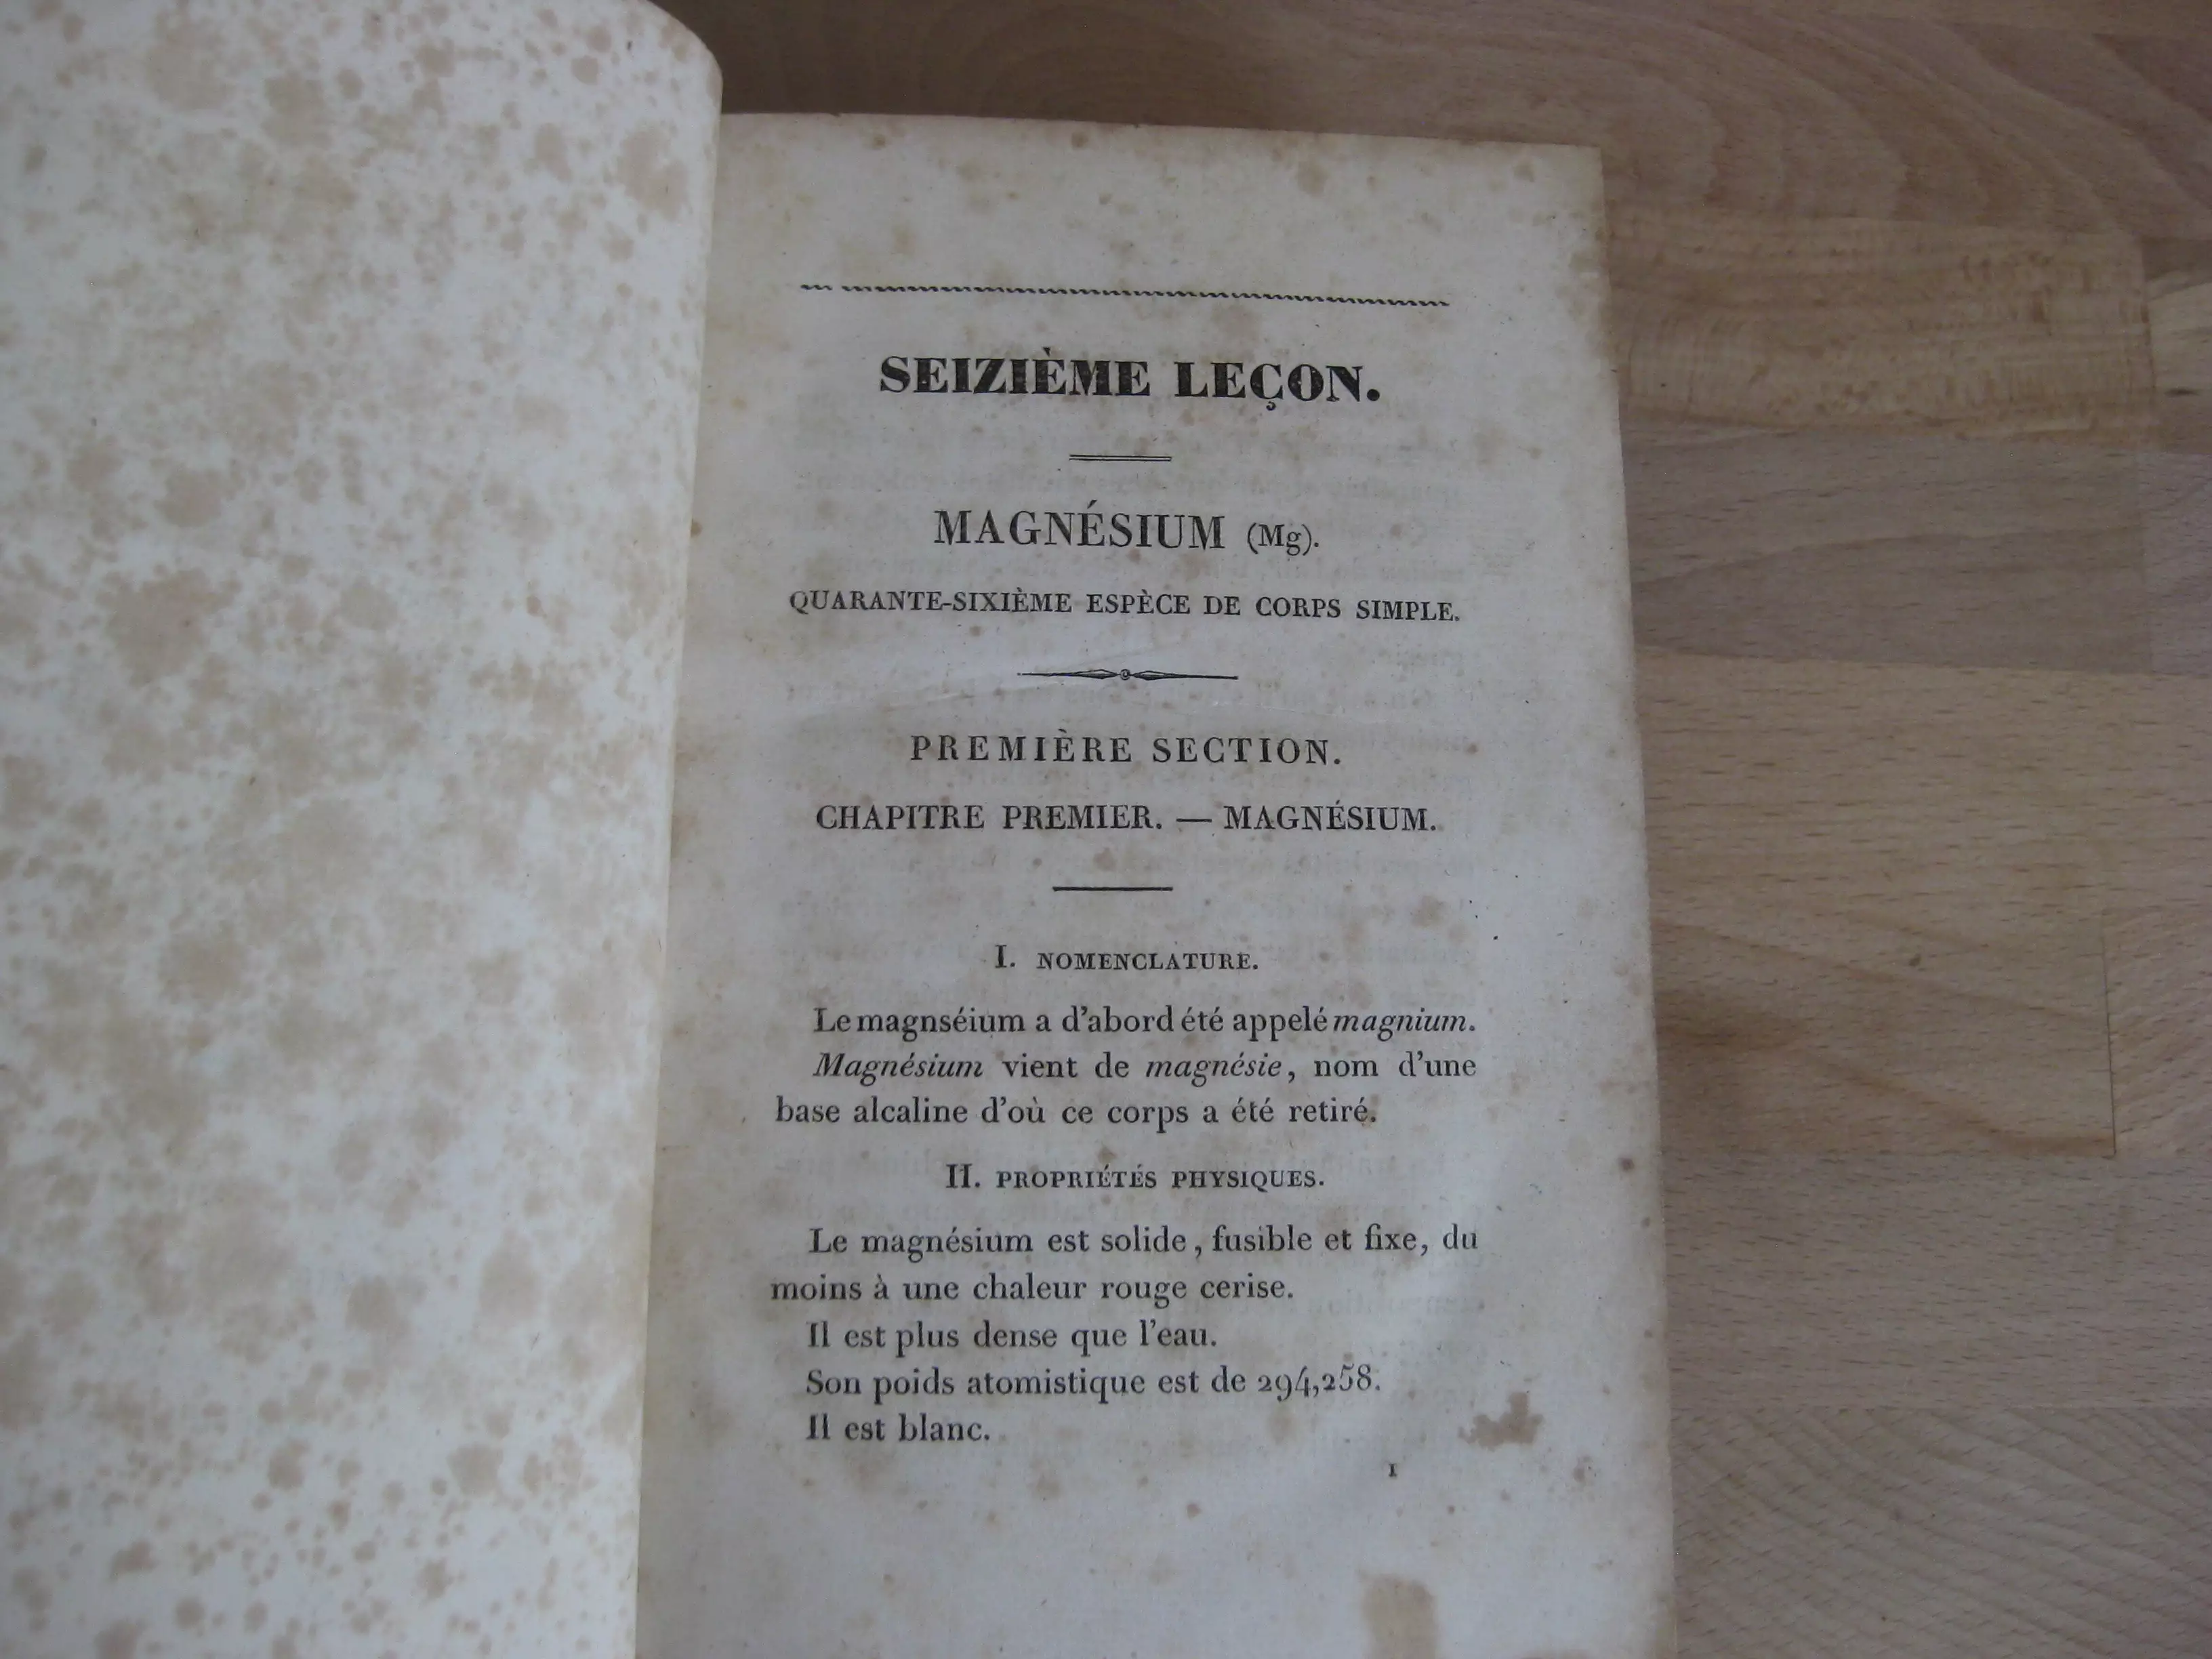 SEIZIÈME LEÇON.
MAGNÉSIUM (Mg).
QUARANTE-SIXIÈME ESPÈCE DE CORPS SIMPLE.
PREMIÈRE SECTION.
CHAPITRE PREMIER. — MAGNÉSIUM.
I. NOMENCLATURE.
Le magnséium a d'abord été appelé magnium.
Magnésium vient de magnésie, nom d'une
base alcaline d'où ce corps a été retiré.
II. PROPRIÉTÉS PHYSIQUES.
Le magnésium est solide, fusible et fixe, du
moins à une chaleur rouge cerise.
Il est plus dense que l'eau.
Son poids atomistique est de 294,258.
Il est blanc.
1